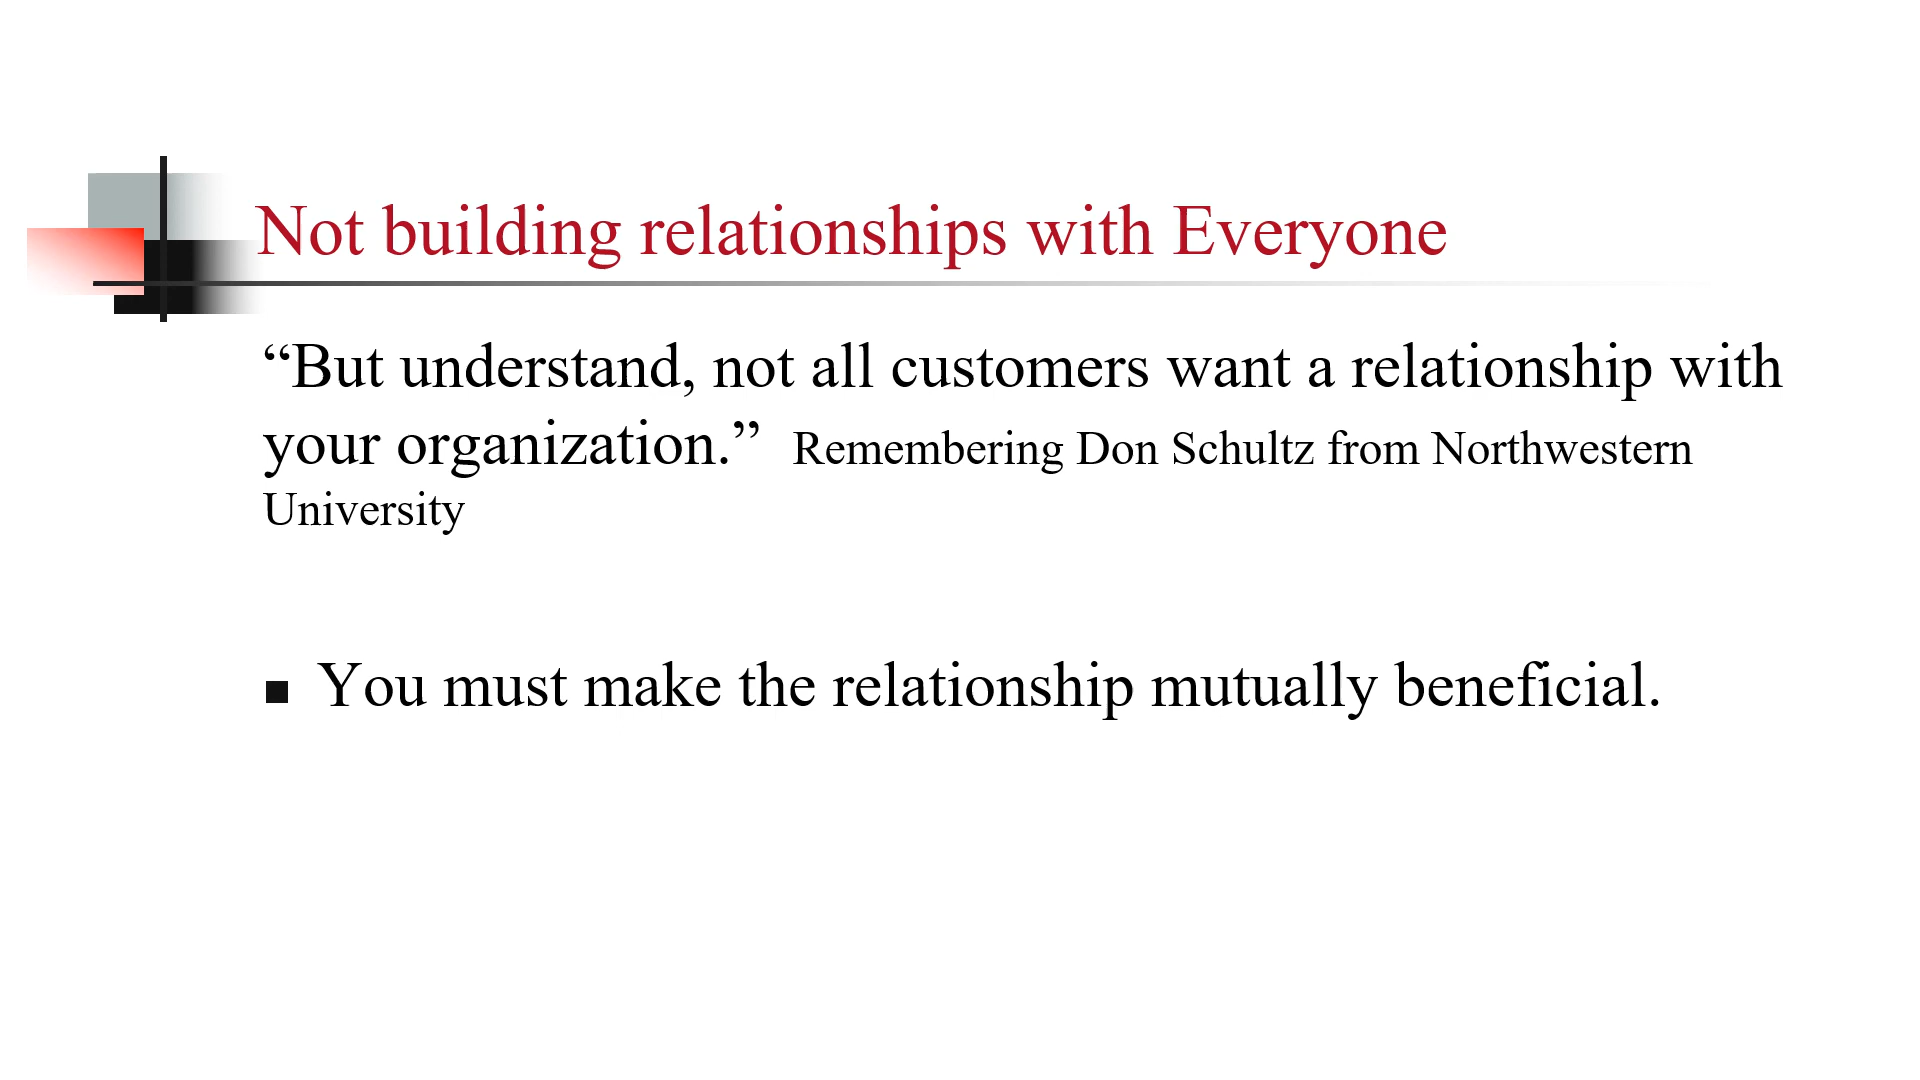 Not building relationships with Everyone
“But understand, not all customers want a relationship with
your organization.” Remembering Don Schultz from Northwestern
University
You must make the relationship mutually beneficial.